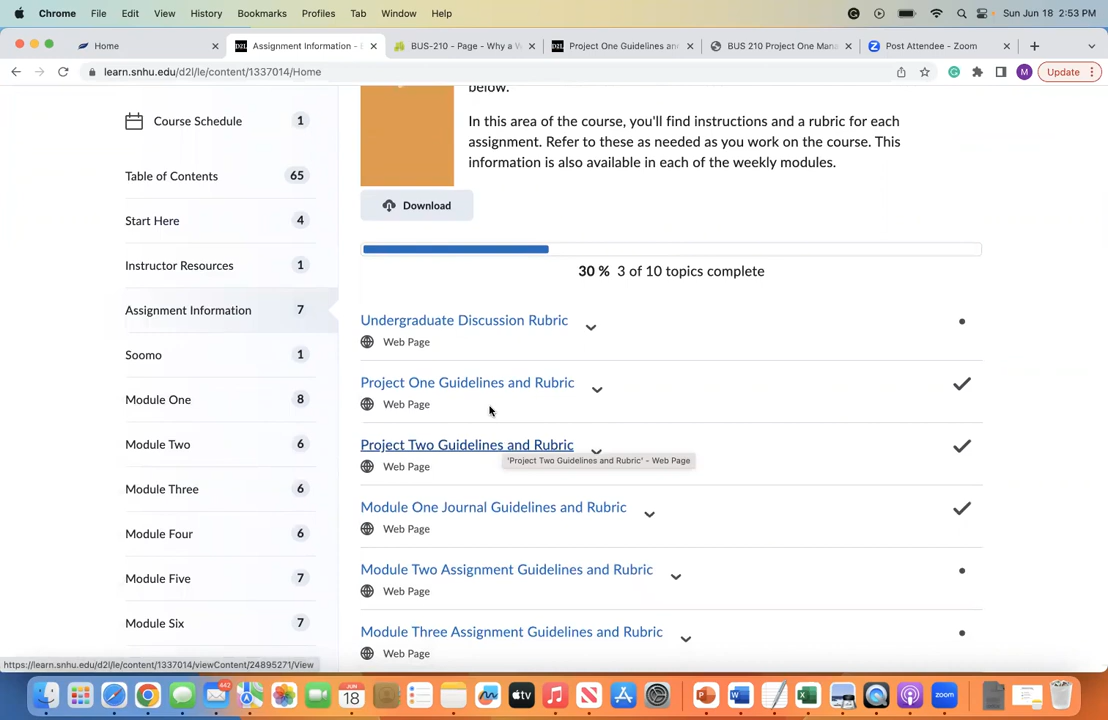 Chrome File Edit View History Bookmarks Profiles Tab Window Help Sun Jun 18 2:53 PM
Home Assignment Information - BUS-210 - Page - Why a W Project One Guidelines and BUS 210 Project One Man Post Attendee - Zoom
learn.snhu.edu/d2l/le/content/1337014/Home M Update
below.
In this area of the course, you'll find instructions and a rubric for each
assignment. Refer to these as needed as you work on the course. This
information is also available in each of the weekly modules.
Download
30 % 3 of 10 topics complete
Course Schedule 1
Table of Contents 65
Start Here 4
Instructor Resources 1
Assignment Information 7
Soomo 1
Module One 8
Module Two 6
Module Three 6
Module Four 6
Module Five 7
Module Six 7
Undergraduate Discussion Rubric
Web Page
Project One Guidelines and Rubric
Web Page
Project Two Guidelines and Rubric
'Project Two Guidelines and Rubric' - Web Page
Web Page
Module One Journal Guidelines and Rubric
Web Page
Module Two Assignment Guidelines and Rubric
Web Page
Module Three Assignment Guidelines and Rubric
Web Page
https://learn.snhu.edu/d2l/le/content/1337014/viewContent/24895271/View
442
JUN
18
tv
zoom